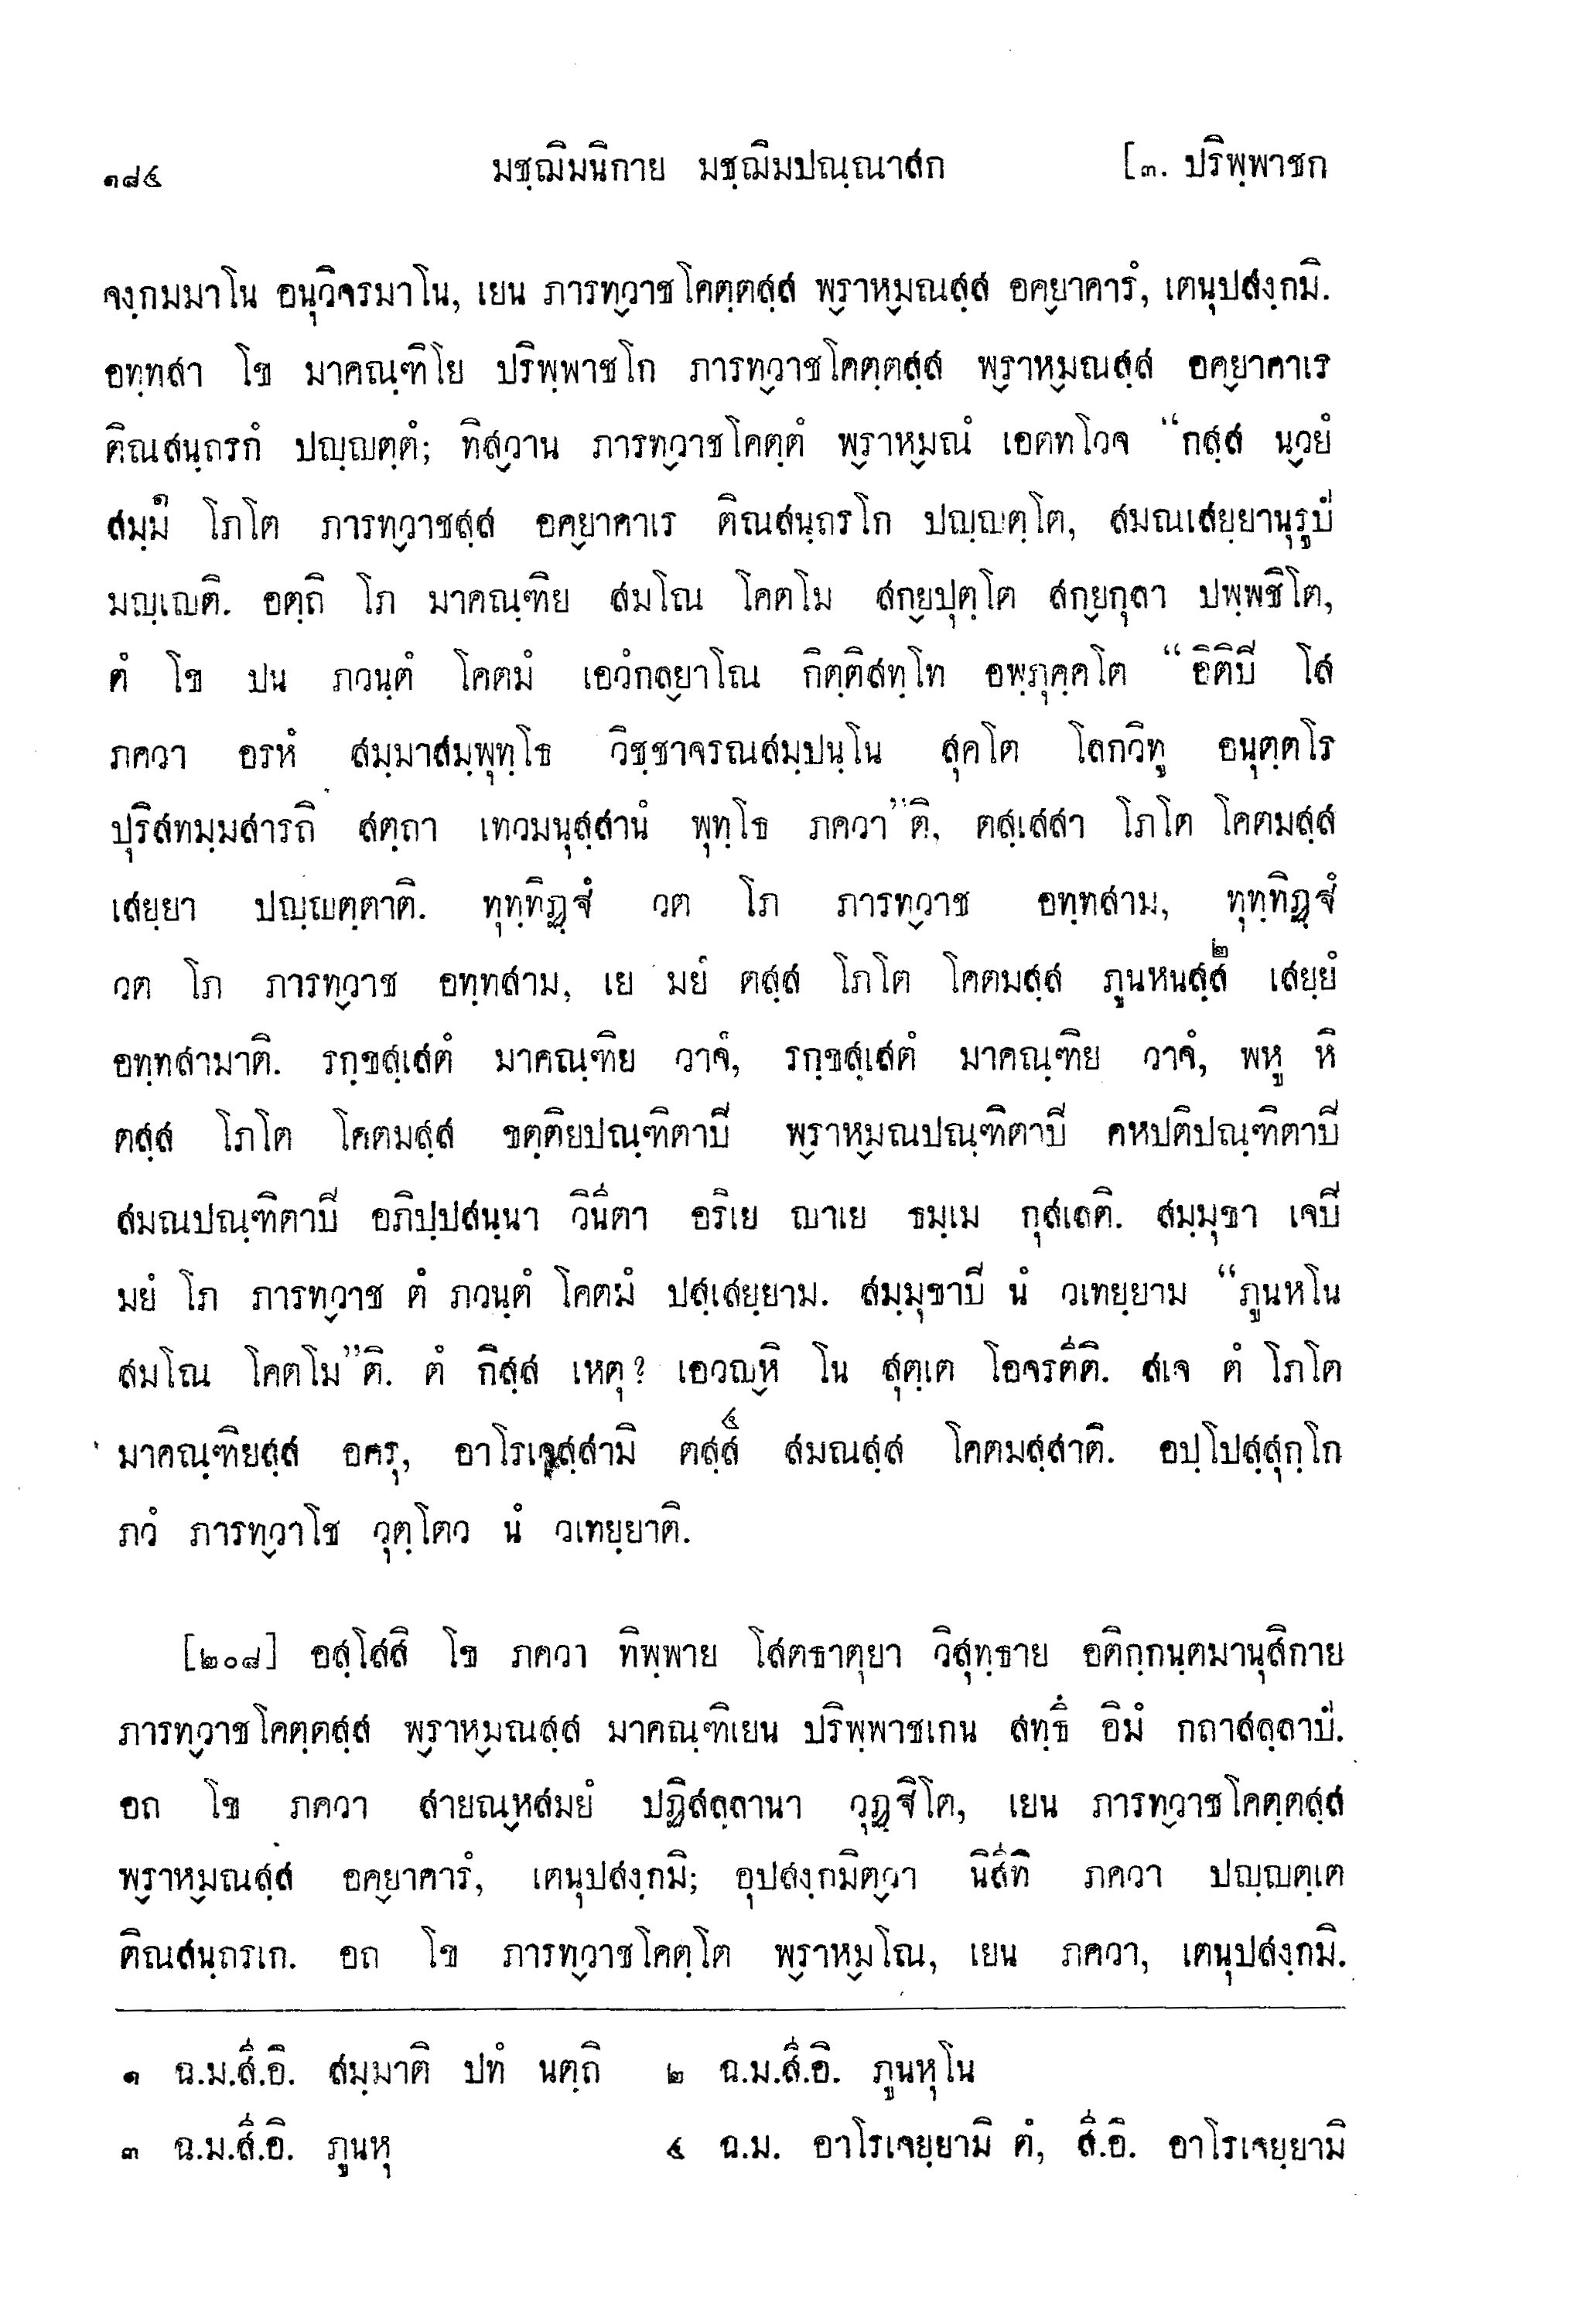 ๑๘๔ มชฺฌิมนิกาย มชฺฌิมปณฺณาสก [๓. ปริพฺพาชก
จงฺกมมาโน อนุวิจรมาโน, เยน ภารท๎วาชโคตฺตสฺส พ๎ราห๎มณสฺส อค๎ยาคารํ, เตนุปสงฺกมิ.
อทฺทสา โข มาคณฺฑิโย ปริพฺพาชโก ภารท๎วาชโคตฺตสฺส พ๎ราห๎มณสฺส อค๎ยาคาเร
ติณสนฺถรกํ ปญฺญตฺตํ; ทิส๎วาน ภารท๎วาชโคตฺตํ พ๎ราห๎มณํ เอตทโวจ “กสฺส น๎วยํ
สมฺม๑ โภโต ภารท๎วาชสฺส อค๎ยาคาเร ติณสนฺถรโก ปญฺญตฺโต, สมณเสยฺยานุรูปํ
มญฺเญติ. อตฺถิ โภ มาคณฺฑิย สมโณ โคตโม สก๎ยปุตฺโต สก๎ยกุลา ปพฺพชิโต,
ตํ โข ปน ภวนฺตํ โคตมํ เอวํกล๎ยาโณ กิตฺติสทฺโท อพฺภุคฺคโต “อิติปิ โส
ภควา อรหํ สมฺมาสมฺพุทฺโธ วิชฺชาจรณสมฺปนฺโน สุคโต โลกวิทู อนุตฺตโร
ปุริสทมฺมสารถิ สตฺถา เทวมนุสฺสานํ พุทฺโธ ภควา”ติ, ตสฺเสสา โภโต โคตมสฺส
เสยฺยา ปญฺญตฺตาติ. ทุทฺทิฏฺฐํ วต โภ ภารท๎วาช อทฺทสาม, ทุทฺทิฏฺฐํ
วต โภ ภารท๎วาช อทฺทสาม, เย มยํ ตสฺส โภโต โคตมสฺส ภูนหนสฺส๒ เสยฺยํ
อทฺทสามาติ. รกฺขสฺเสตํ มาคณฺฑิย วาจํ, รกฺขสฺเสตํ มาคณฺฑิย วาจํ, พหู หิ
ตสฺส โภโต โคตมสฺส ขตฺติยปณฺฑิตาปิ พ๎ราห๎มณปณฺฑิตาปิ คหปติปณฺฑิตาปิ
สมณปณฺฑิตาปิ อภิปฺปสนฺนา วินีตา อริเย ญาเย ธมฺเม กุสเลติ. สมฺมุขา เจปิ
มยํ โภ ภารท๎วาช ตํ ภวนฺตํ โคตมํ ปสฺเสยฺยาม. สมฺมุขาปิ นํ วเทยฺยาม “ภูนหโน
สมโณ โคตโม”ติ. ตํ กิสฺส เหตุ? เอวญ๎หิ โน สุตฺเต โอจรตีติ. สเจ ตํ โภโต
มาคณฺฑิยสฺส อครุ, อาโรเจสฺสามิ ตสฺส๔ สมณสฺส โคตมสฺสาติ. อปฺโปสฺสุกฺโก
ภวํ ภารท๎วาโช วุตฺโตว นํ วเทยฺยาติ.
[๒๐๘] อสฺโสสิ โข ภควา ทิพฺพาย โสตธาตุยา วิสุทฺธาย อติกฺกนฺตมานุสิกาย
ภารท๎วาชโคตฺตสฺส พ๎ราห๎มณสฺส มาคณฺฑิเยน ปริพฺพาชเกน สทฺธึ อิมํ กถาสลฺลาปํ.
อถ โข ภควา สายณ๎หสมยํ ปฏิสลฺลานา วุฏฺฐิโต, เยน ภารท๎วาชโคตฺตสฺส
พ๎ราห๎มณสฺส อค๎ยาคารํ, เตนุปสงฺกมิ; อุปสงฺกมิต๎วา นิสีทิ ภควา ปญฺญตฺเต
ติณสนฺถรเก. อถ โข ภารท๎วาชโคตฺโต พ๎ราห๎มโณ, เยน ภควา, เตนุปสงฺกมิ.
๑ ฉ.ม.สี.อิ. สมฺมาติ ปทํ นตฺถิ ๒ ฉ.ม.สี.อิ. ภูนหุโน
๓ ฉ.ม.สี.อิ. ภูนหุ ๔ ฉ.ม. อาโรเจยฺยามิ ตํ, สี.อิ. อาโรเจยฺยามิ